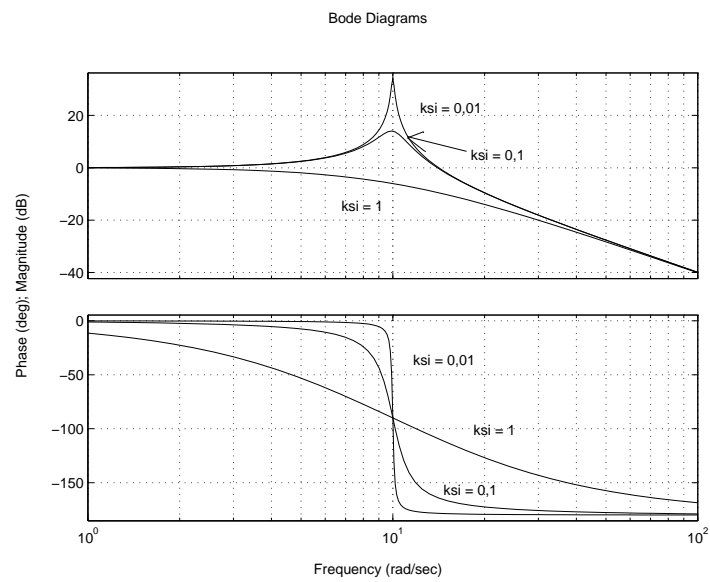 Bode Diagrams
Phase (deg); Magnitude (dB)
20
0
−20
−40
ksi = 0,01
ksi = 0,1
ksi = 1
0
−50
−100
−150
ksi = 0,01
ksi = 1
ksi = 0,1
10^0
10^1
10^2
Frequency (rad/sec)